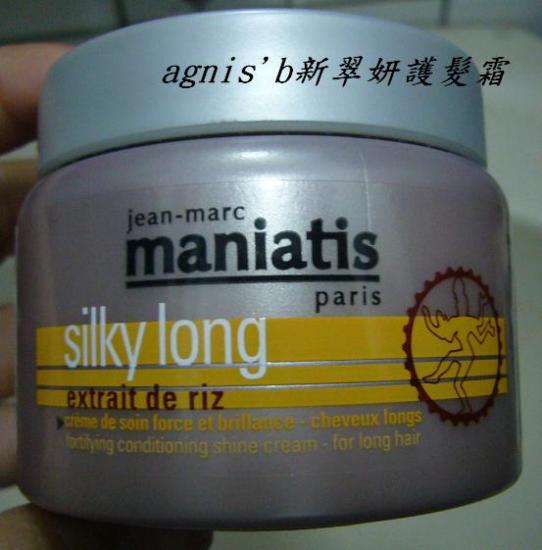 agnis'b新翠妍護髮霜
jean-marc
maniatis
paris
silky long
extrait de riz
crème de soin force et brillance - cheveux longs
fortifying conditioning shine cream - for long hair